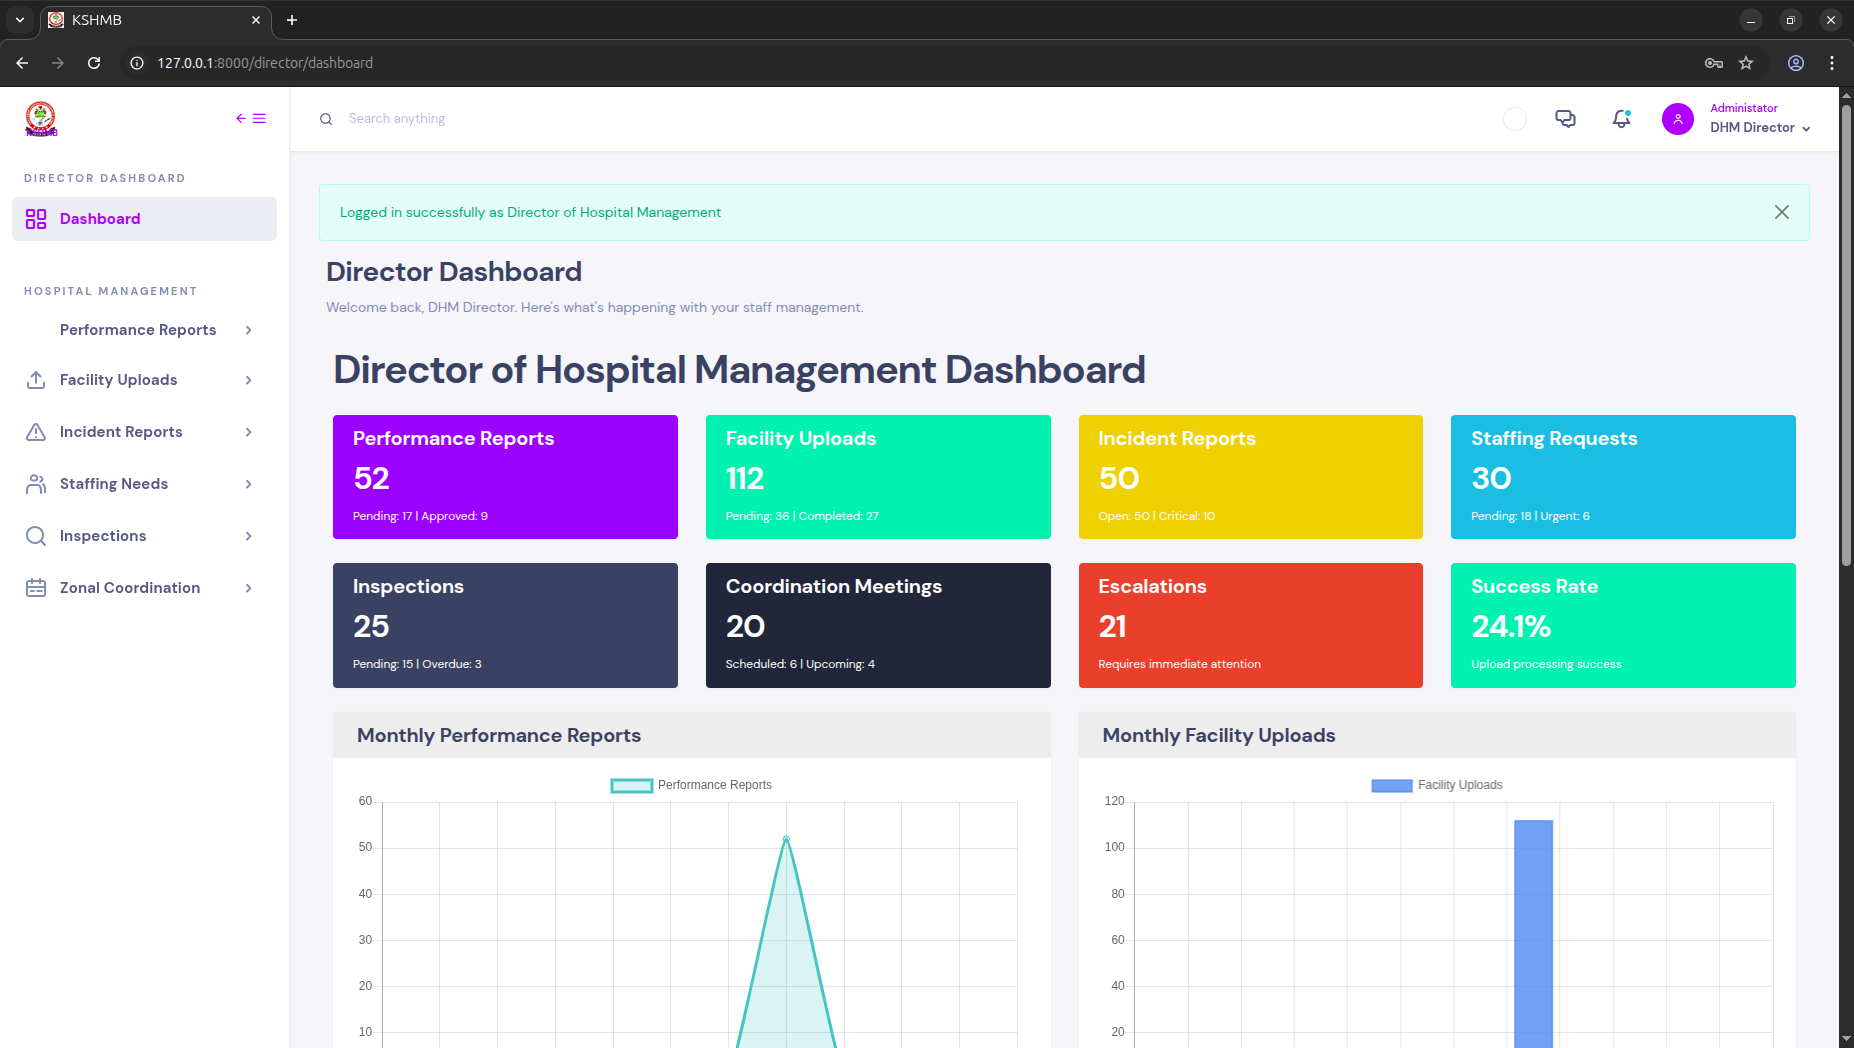 KSHMB
127.0.0.1:8000/director/dashboard
Search anything
Administator
DHM Director
DIRECTOR DASHBOARD
Dashboard
HOSPITAL MANAGEMENT
Performance Reports
Facility Uploads
Incident Reports
Staffing Needs
Inspections
Zonal Coordination
Logged in successfully as Director of Hospital Management
Director Dashboard
Welcome back, DHM Director. Here's what's happening with your staff management.
Director of Hospital Management Dashboard
Performance Reports
52
Pending: 17 | Approved: 9
Facility Uploads
112
Pending: 36 | Completed: 27
Incident Reports
50
Open: 50 | Critical: 10
Staffing Requests
30
Pending: 18 | Urgent: 6
Inspections
25
Pending: 15 | Overdue: 3
Coordination Meetings
20
Scheduled: 6 | Upcoming: 4
Escalations
21
Requires immediate attention
Success Rate
24.1%
Upload processing success
Monthly Performance Reports
Performance Reports
60
50
40
30
20
10
Monthly Facility Uploads
Facility Uploads
120
100
80
60
40
20